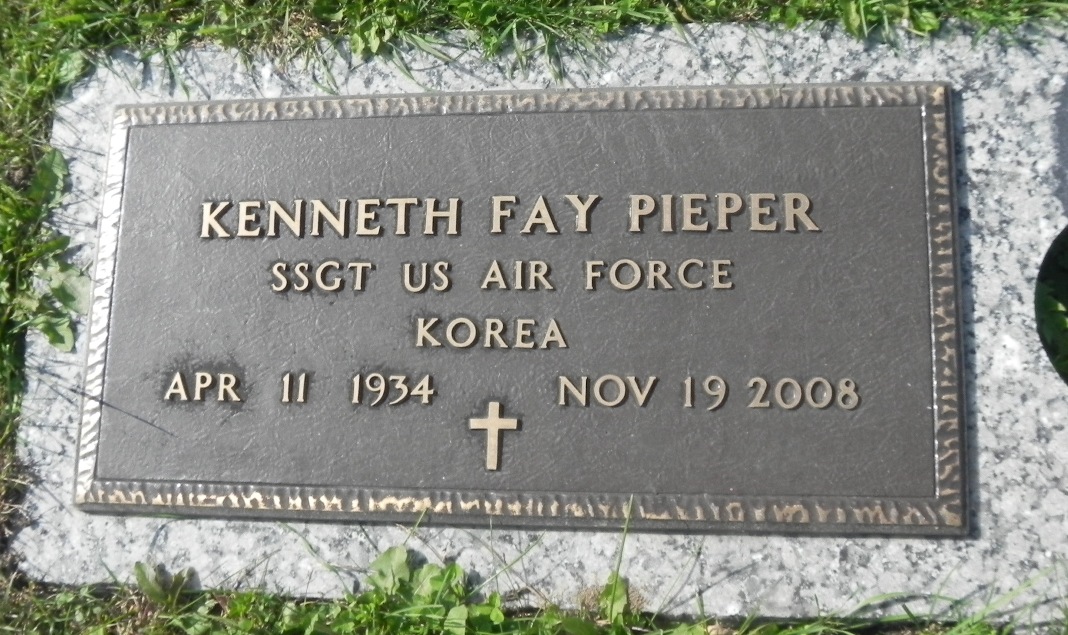 KENNETH FAY PIEPER
SSGT US AIR FORCE
KOREA
APR 11 1934 NOV 19 2008